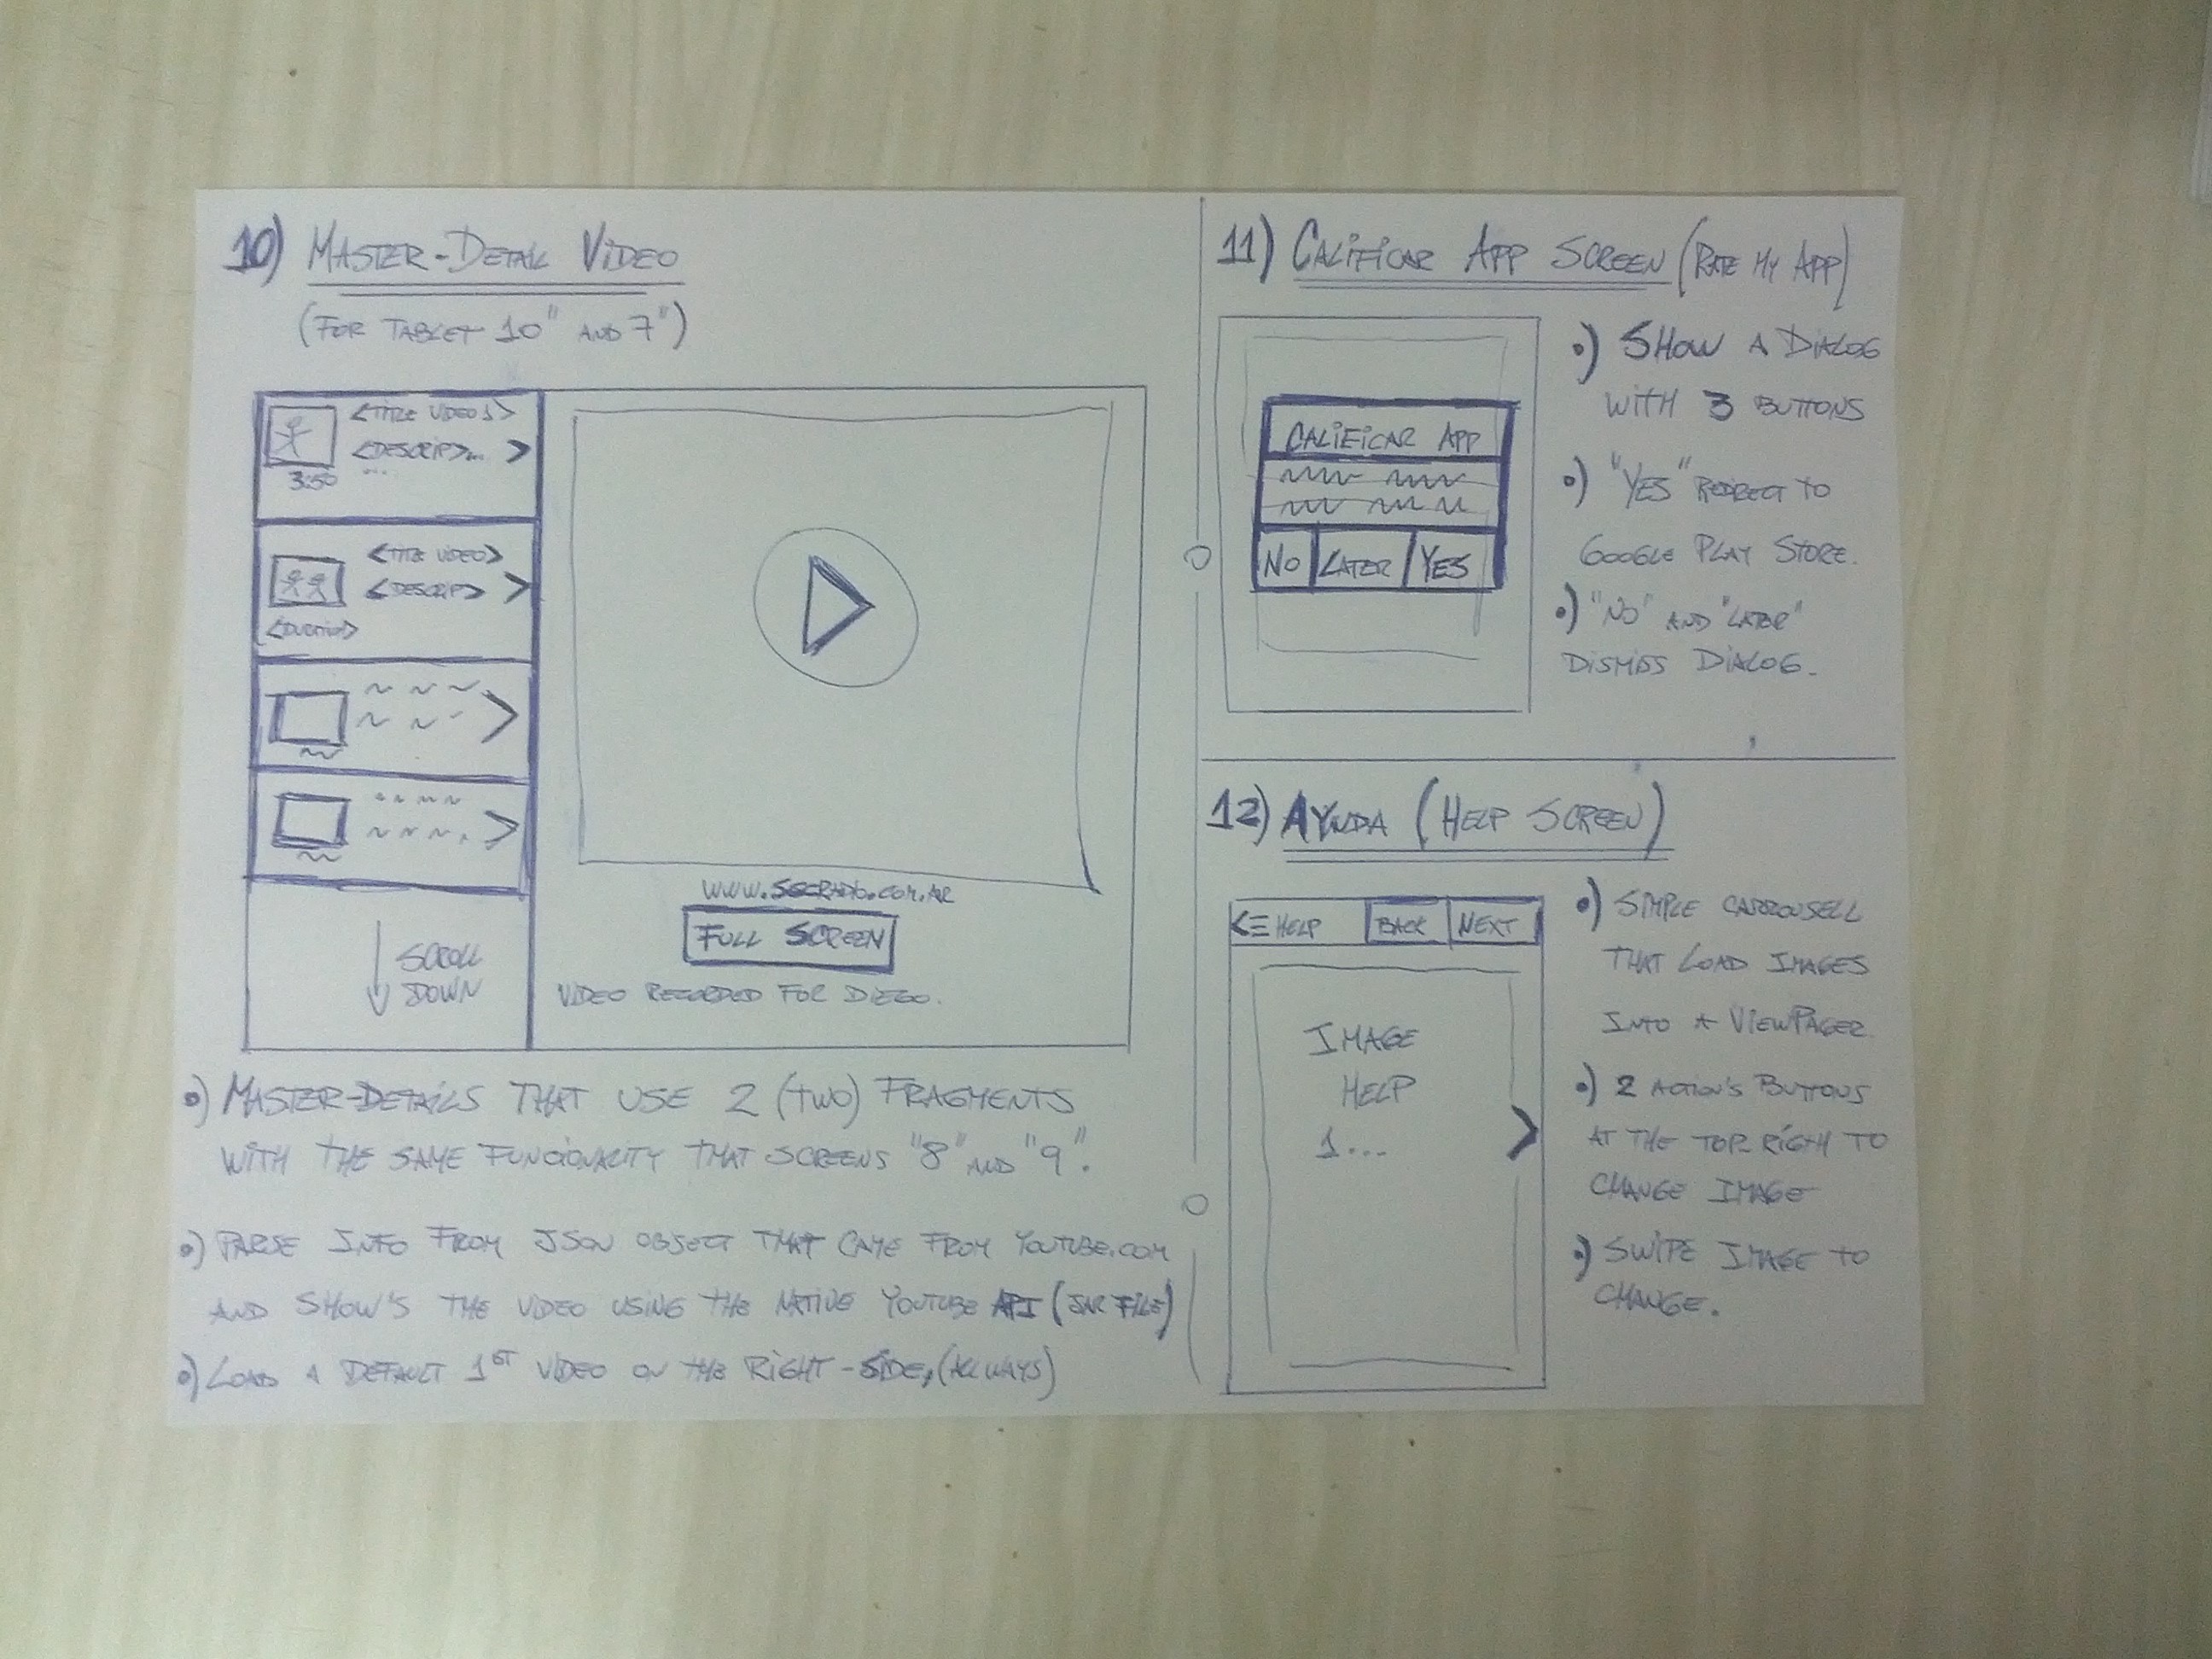 10) MASTER-DETAIL VIDEO
(FOR TABLET 10" AND 7")
<TITLE VIDEO 1>
<DESCRIP>...
...
3:50
<TITLE VIDEO>
<DESCRIP>
<DURATION>
SCROLL
DOWN
WWW.SGCRADIO.COM.AR
FULL SCREEN
VIDEO RECORDED FOR DIEGO.
•) MASTER-DETAILS THAT USE 2 (TWO) FRAGMENTS
WITH THE SAME FUNCIONALITY THAT SCREENS "8" AND "9".
•) PARSE INFO FROM JSON OBJECT THAT CAME FROM YOUTUBE.COM
AND SHOW'S THE VIDEO USING THE NATIVE YOUTUBE API (JAR FILE)
•) LOAD A DEFAULT 1ST VIDEO ON THE RIGHT-SIDE, (ALLWAYS)
11) CALIFICAR APP SCREEN (RATE MY APP)
CALIFICAR APP
NO LATER YES
•) SHOW A DIALOG
WITH 3 BUTTONS
•) "YES" REDIRECT TO
GOOGLE PLAY STORE.
•) "NO" AND "LATER"
DISMISS DIALOG.
12) AYUDA (HELP SCREEN)
HELP BACK NEXT
IMAGE
HELP
1...
•) SIMPLE CARROUSELL
THAT LOAD IMAGES
INTO A VIEWPAGER.
•) 2 ACTION'S BUTTONS
AT THE TOP RIGTH TO
CHANGE IMAGE
•) SWIPE IMAGE TO
CHANGE.